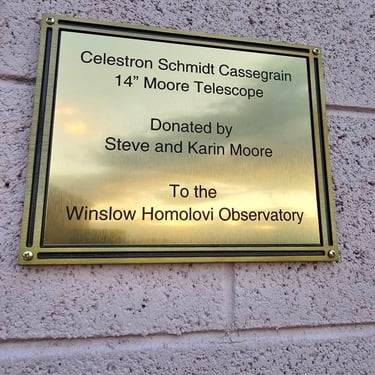 Celestron Schmidt Cassegrain
14” Moore Telescope
Donated by
Steve and Karin Moore
To the
Winslow Homolovi Observatory